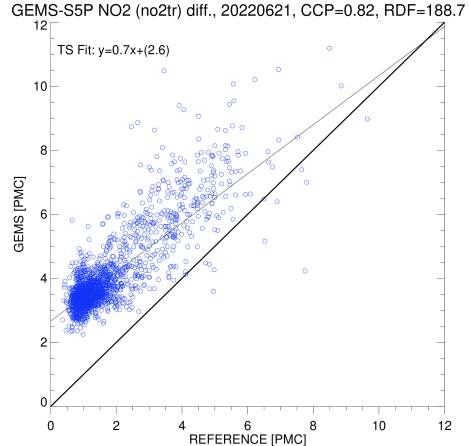 GEMS-S5P NO2 (no2tr) diff., 20220621, CCP=0.82, RDF=188.7
TS Fit: y=0.7x+(2.6)
12
10
8
6
4
2
0
GEMS [PMC]
0 2 4 6 8 10 12
REFERENCE [PMC]